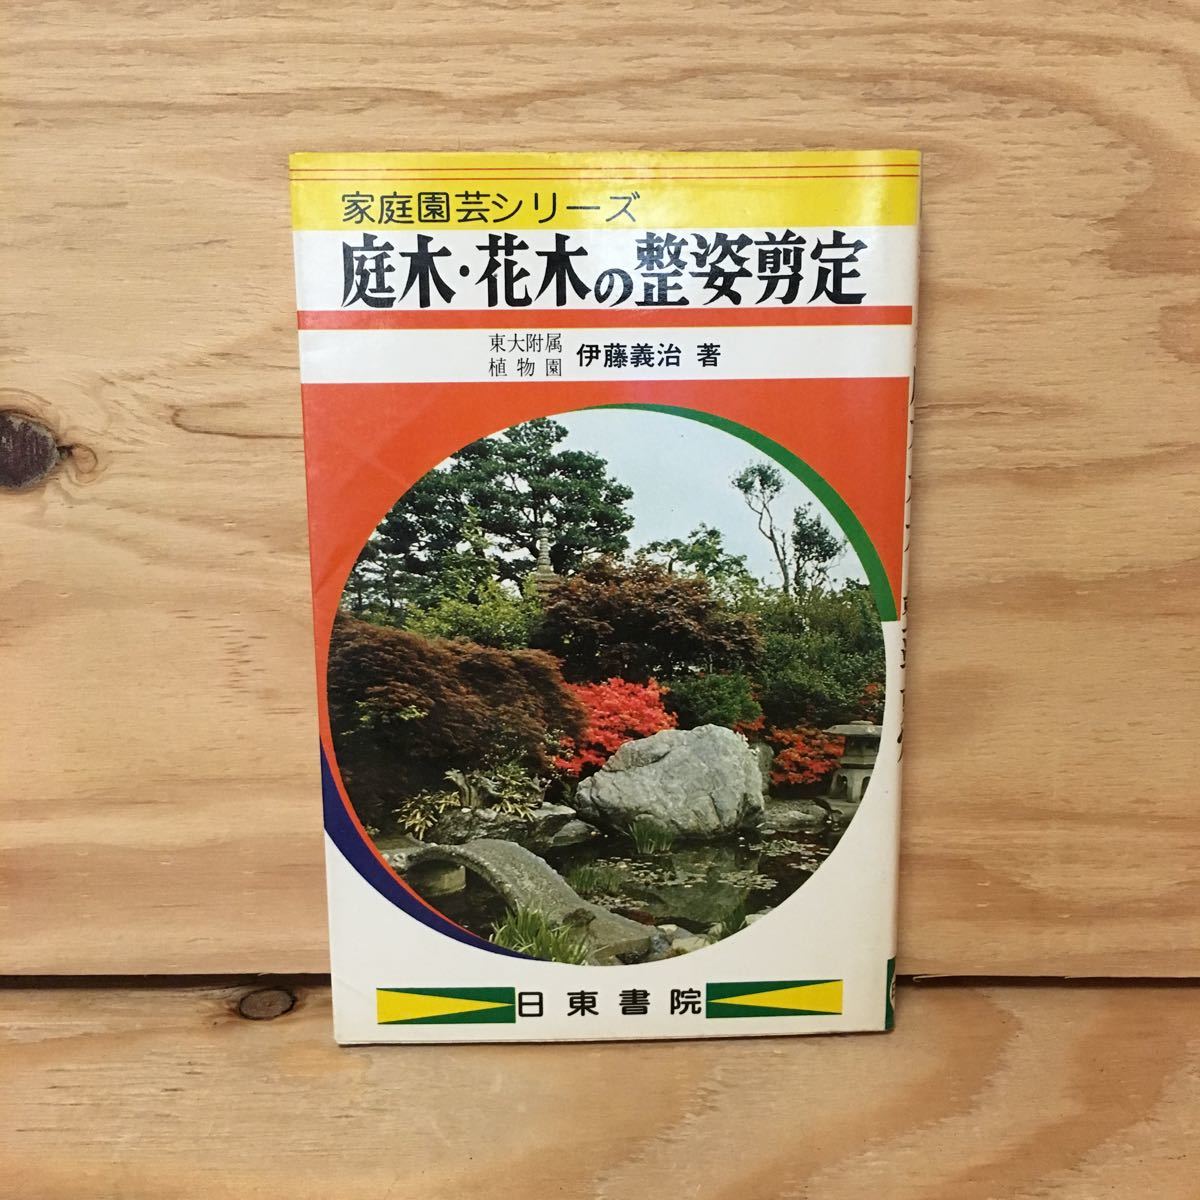 家庭園芸シリーズ
庭木・花木の整姿剪定
東大附属
植物園
伊藤義治 著
日東書院